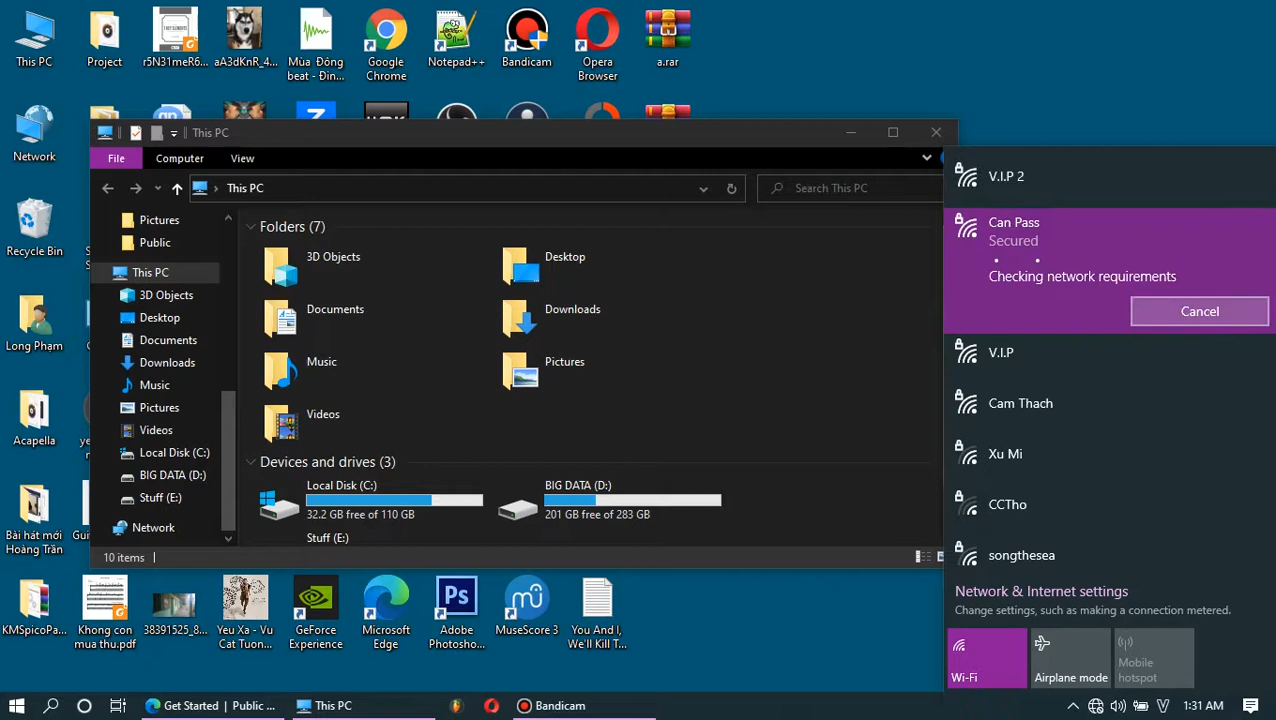 This PC
Project
r5N31meR6...
aA3dKnR_4...
Mùa Đông
beat - Đin...
Google
Chrome
Notepad++
Bandicam
Opera
Browser
a.rar
Network
Recycle Bin
Long Phạm
Acapella
Bài hát mới
Hoàng Trần
This PC
File
Computer
View
This PC
Search This PC
Pictures
Public
This PC
3D Objects
Desktop
Documents
Downloads
Music
Pictures
Videos
Local Disk (C:)
BIG DATA (D:)
Stuff (E:)
Network
Folders (7)
3D Objects
Desktop
Documents
Downloads
Music
Pictures
Videos
Devices and drives (3)
Local Disk (C:)
32.2 GB free of 110 GB
BIG DATA (D:)
201 GB free of 283 GB
Stuff (E:)
10 items
V.I.P 2
Can Pass
Secured
Checking network requirements
Cancel
V.I.P
Cam Thach
Xu Mi
CCTho
songthesea
Network & Internet settings
Change settings, such as making a connection metered.
Wi-Fi
Airplane mode
Mobile
hotspot
KMSpicoPa...
Khong con
mua thu.pdf
38391525_8...
Yeu Xa - Vu
Cat Tuon...
GeForce
Experience
Microsoft
Edge
Ps
Adobe
Photosho...
MuseScore 3
You And I,
We'll Kill T...
Get Started | Public ...
This PC
Bandicam
1:31 AM